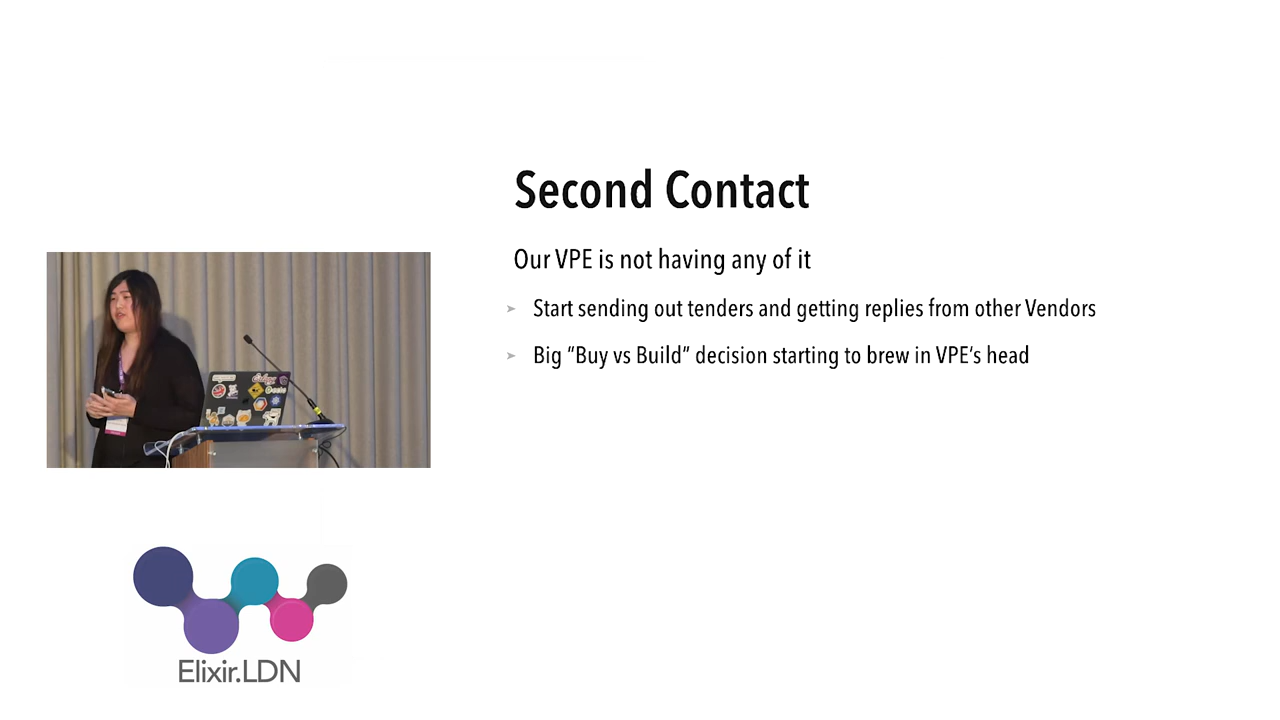 Second Contact
Our VPE is not having any of it
➤ Start sending out tenders and getting replies from other Vendors
➤ Big “Buy vs Build” decision starting to brew in VPE’s head
Elixir.LDN